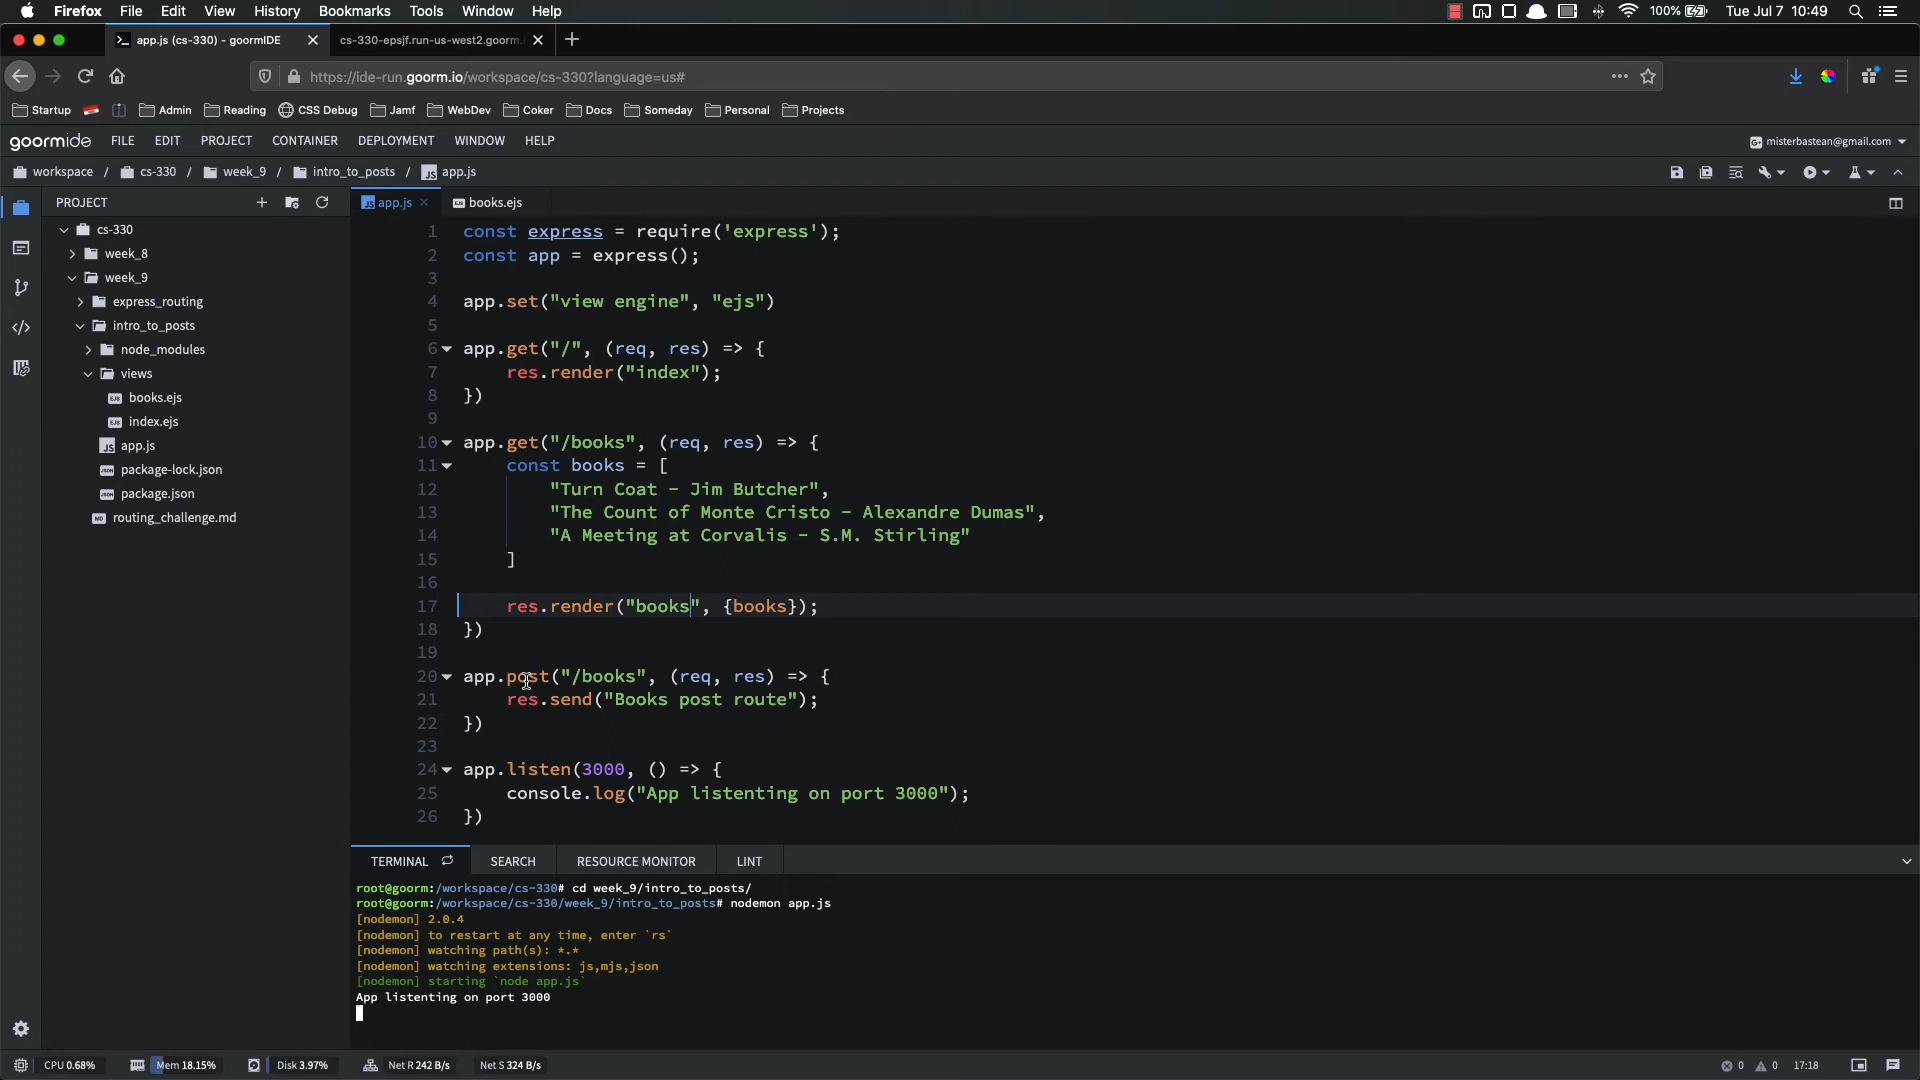 Firefox File Edit View History Bookmarks Tools Window Help 100% Tue Jul 7 10:49
app.js (cs-330) - goormIDE cs-330-epsjf.run-us-west2.goorm.
https://ide-run.goorm.io/workspace/cs-330?language=us#
Startup Admin Reading CSS Debug Jamf WebDev Coker Docs Someday Personal Projects
goormide FILE EDIT PROJECT CONTAINER DEPLOYMENT WINDOW HELP misterbastean@gmail.com
workspace / cs-330 / week_9 / intro_to_posts / app.js
PROJECT
cs-330
week_8
week_9
express_routing
intro_to_posts
node_modules
views
books.ejs
index.ejs
app.js
package-lock.json
package.json
routing_challenge.md
app.js books.ejs
1 const express = require('express');
2 const app = express();
3
4 app.set("view engine", "ejs")
5
6 app.get("/", (req, res) => {
7 res.render("index");
8 })
9
10 app.get("/books", (req, res) => {
11 const books = [
12 "Turn Coat - Jim Butcher",
13 "The Count of Monte Cristo - Alexandre Dumas",
14 "A Meeting at Corvalis - S.M. Stirling"
15 ]
16
17 res.render("books", {books});
18 })
19
20 app.post("/books", (req, res) => {
21 res.send("Books post route");
22 })
23
24 app.listen(3000, () => {
25 console.log("App listenting on port 3000");
26 })
TERMINAL SEARCH RESOURCE MONITOR LINT
root@goorm:/workspace/cs-330# cd week_9/intro_to_posts/
root@goorm:/workspace/cs-330/week_9/intro_to_posts# nodemon app.js
[nodemon] 2.0.4
[nodemon] to restart at any time, enter `rs`
[nodemon] watching path(s): *.*
[nodemon] watching extensions: js,mjs,json
[nodemon] starting `node app.js`
App listenting on port 3000
CPU 0.68% Mem 18.15% Disk 3.97% Net R 242 B/s Net S 324 B/s 0 0 17:18